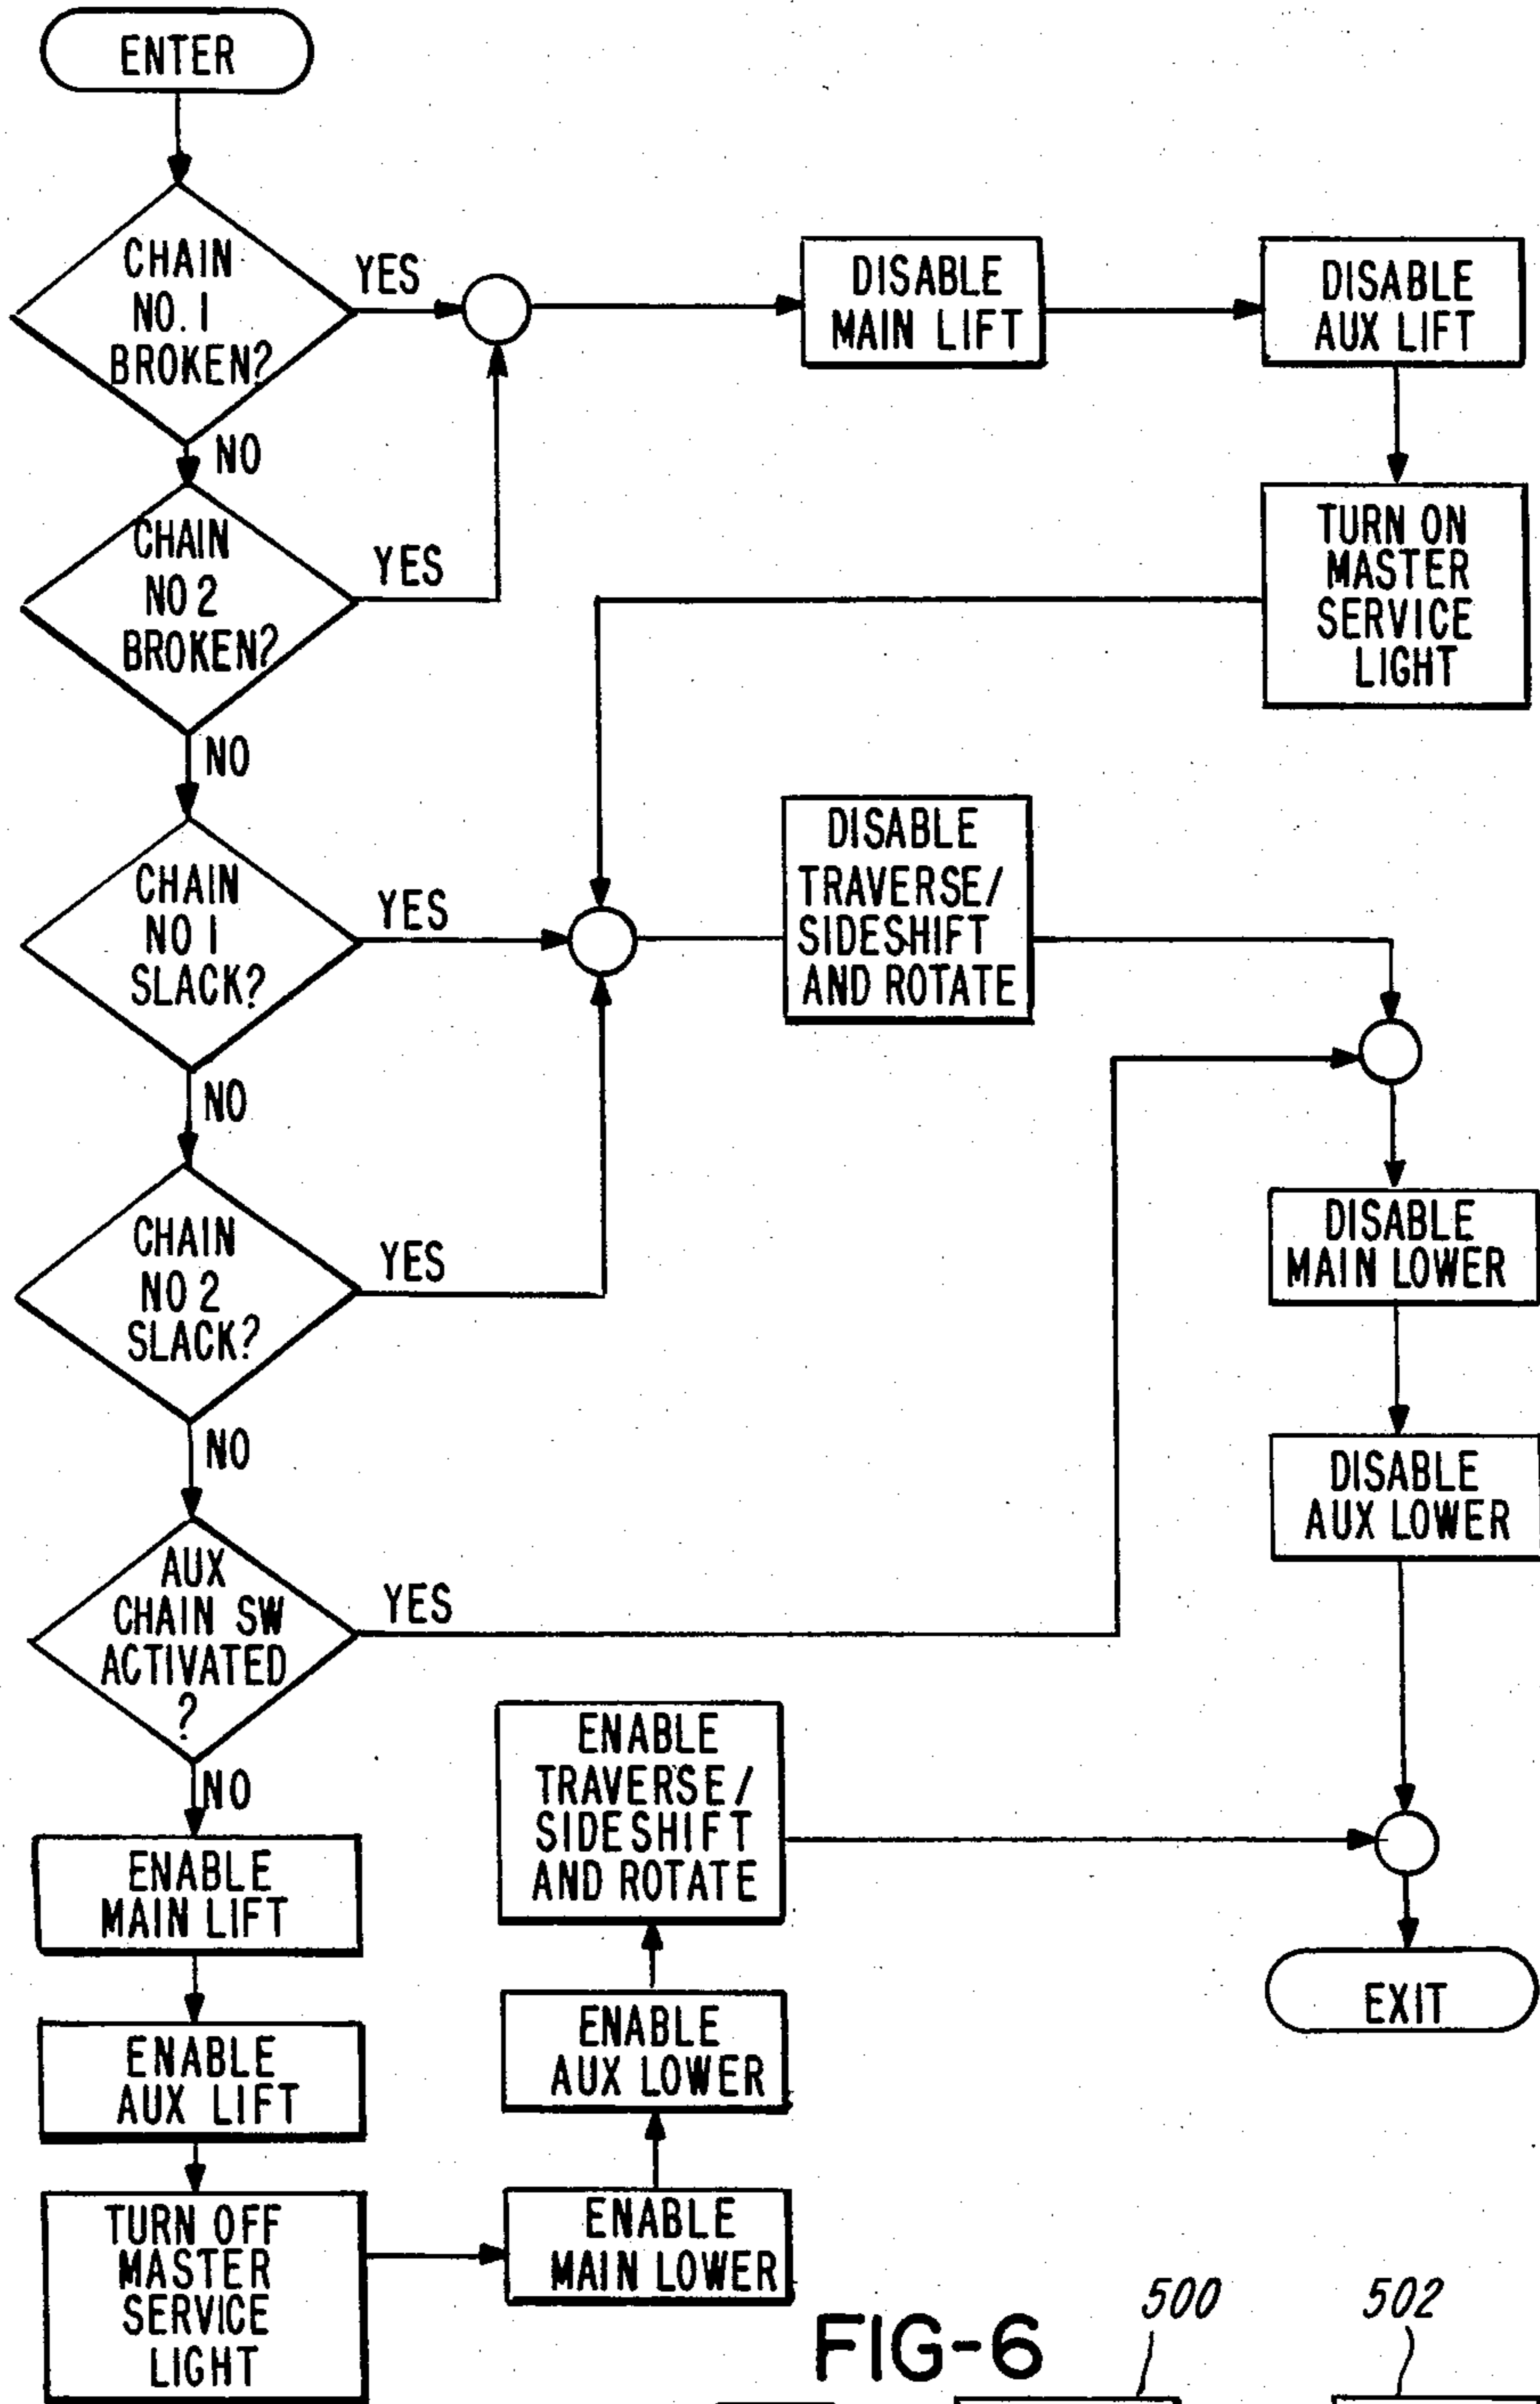 ENTER
CHAIN
NO. 1
BROKEN?
YES
NO
DISABLE
MAIN LIFT
DISABLE
AUX LIFT
TURN ON
MASTER
SERVICE
LIGHT
CHAIN
NO 2
BROKEN?
YES
NO
CHAIN
NO 1
SLACK?
YES
NO
DISABLE
TRAVERSE/
SIDESHIFT
AND ROTATE
CHAIN
NO 2
SLACK?
YES
NO
DISABLE
MAIN LOWER
DISABLE
AUX LOWER
AUX
CHAIN SW
ACTIVATED
?
YES
NO
ENABLE
MAIN LIFT
ENABLE
AUX LIFT
TURN OFF
MASTER
SERVICE
LIGHT
ENABLE
MAIN LOWER
ENABLE
AUX LOWER
ENABLE
TRAVERSE/
SIDESHIFT
AND ROTATE
EXIT
FIG-6
500
502